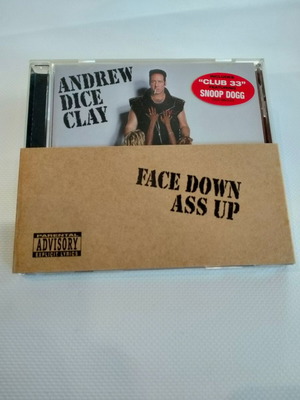 ANDREW
DICE
CLAY
"CLUB 33"
SNOOP DOGG
FACE DOWN
ASS UP
PARENTAL
ADVISORY
EXPLICIT LYRICS